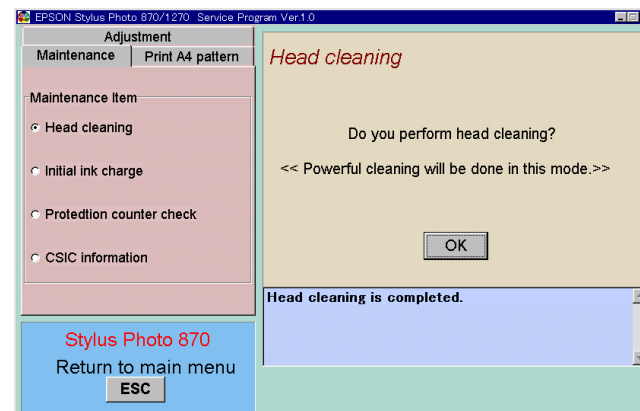 EPSON Stylus Photo 870/1270 Service Program Ver.1.0
Adjustment
Maintenance
Print A4 pattern
Maintenance Item
Head cleaning
Initial ink charge
Protedtion counter check
CSIC information
Stylus Photo 870
Return to main menu
ESC
Head cleaning
Do you perform head cleaning?
<< Powerful cleaning will be done in this mode.>>
OK
Head cleaning is completed.